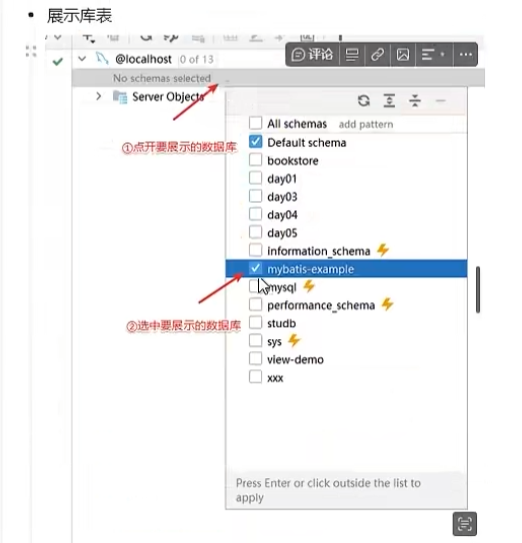 展示库表
@localhost 0 of 13
评论
No schemas selected ...
Server Objects
①点开要展示的数据库
All schemas add pattern
Default schema
bookstore
day01
day03
day04
day05
information_schema
mybatis-example
mysql
performance_schema
②选中要展示的数据库
studb
sys
view-demo
xxx
Press Enter or click outside the list to
apply